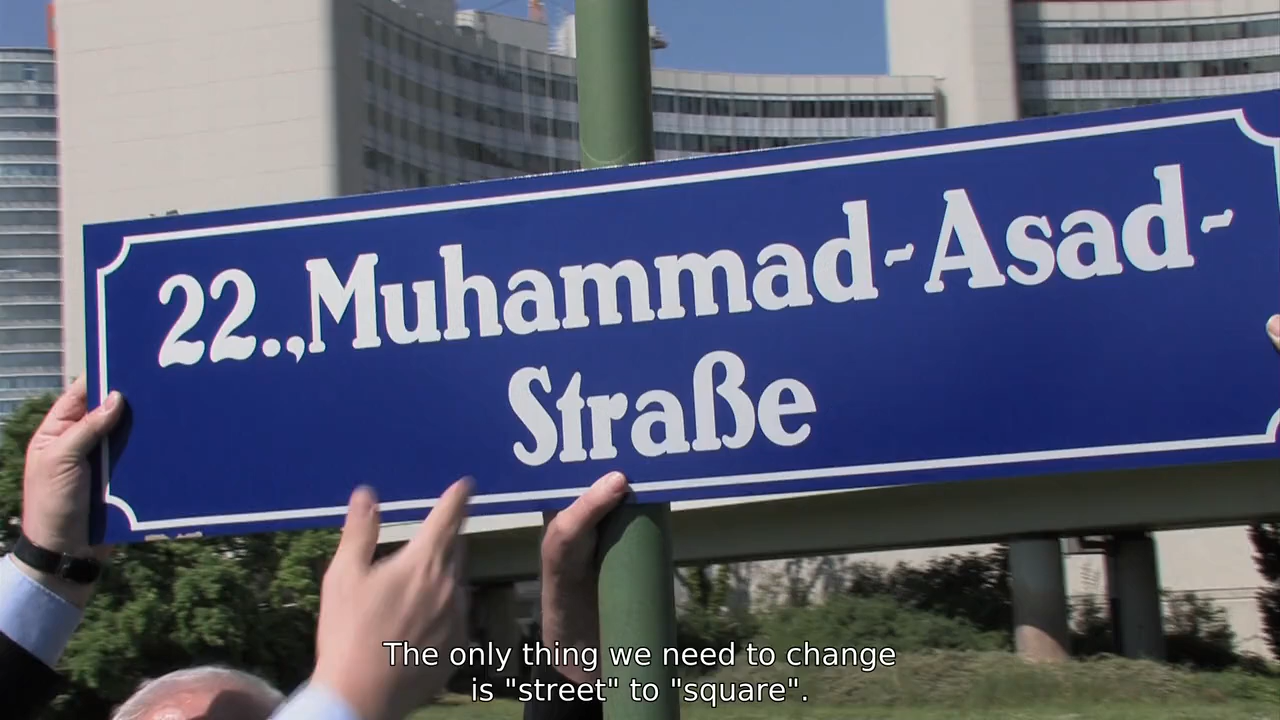 22.,Muhammad-Asad-
Straße
The only thing we need to change
is "street" to "square".